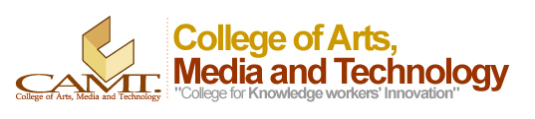 CAMT.
College of Arts, Media and Technology
College of Arts,
Media and Technology
"College for Knowledge workers' Innovation"